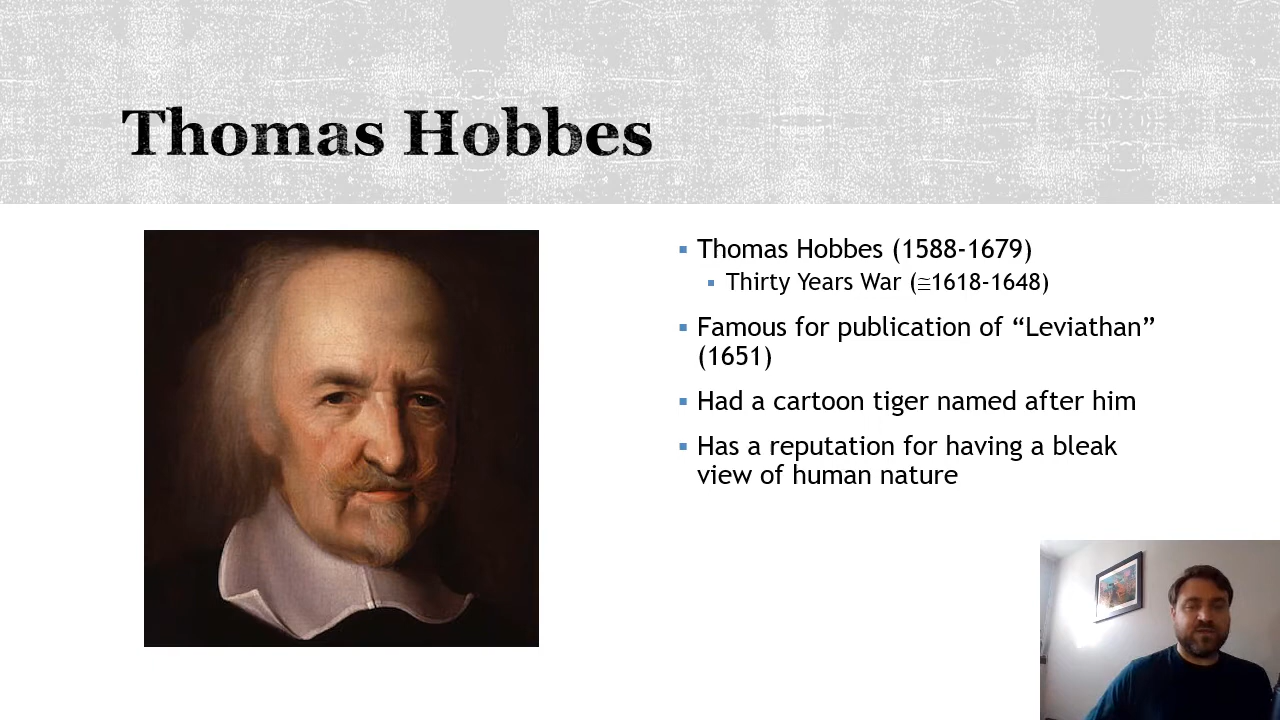 Thomas Hobbes
▪ Thomas Hobbes (1588-1679)
▪ Thirty Years War (≅1618-1648)
▪ Famous for publication of “Leviathan”
(1651)
▪ Had a cartoon tiger named after him
▪ Has a reputation for having a bleak
view of human nature